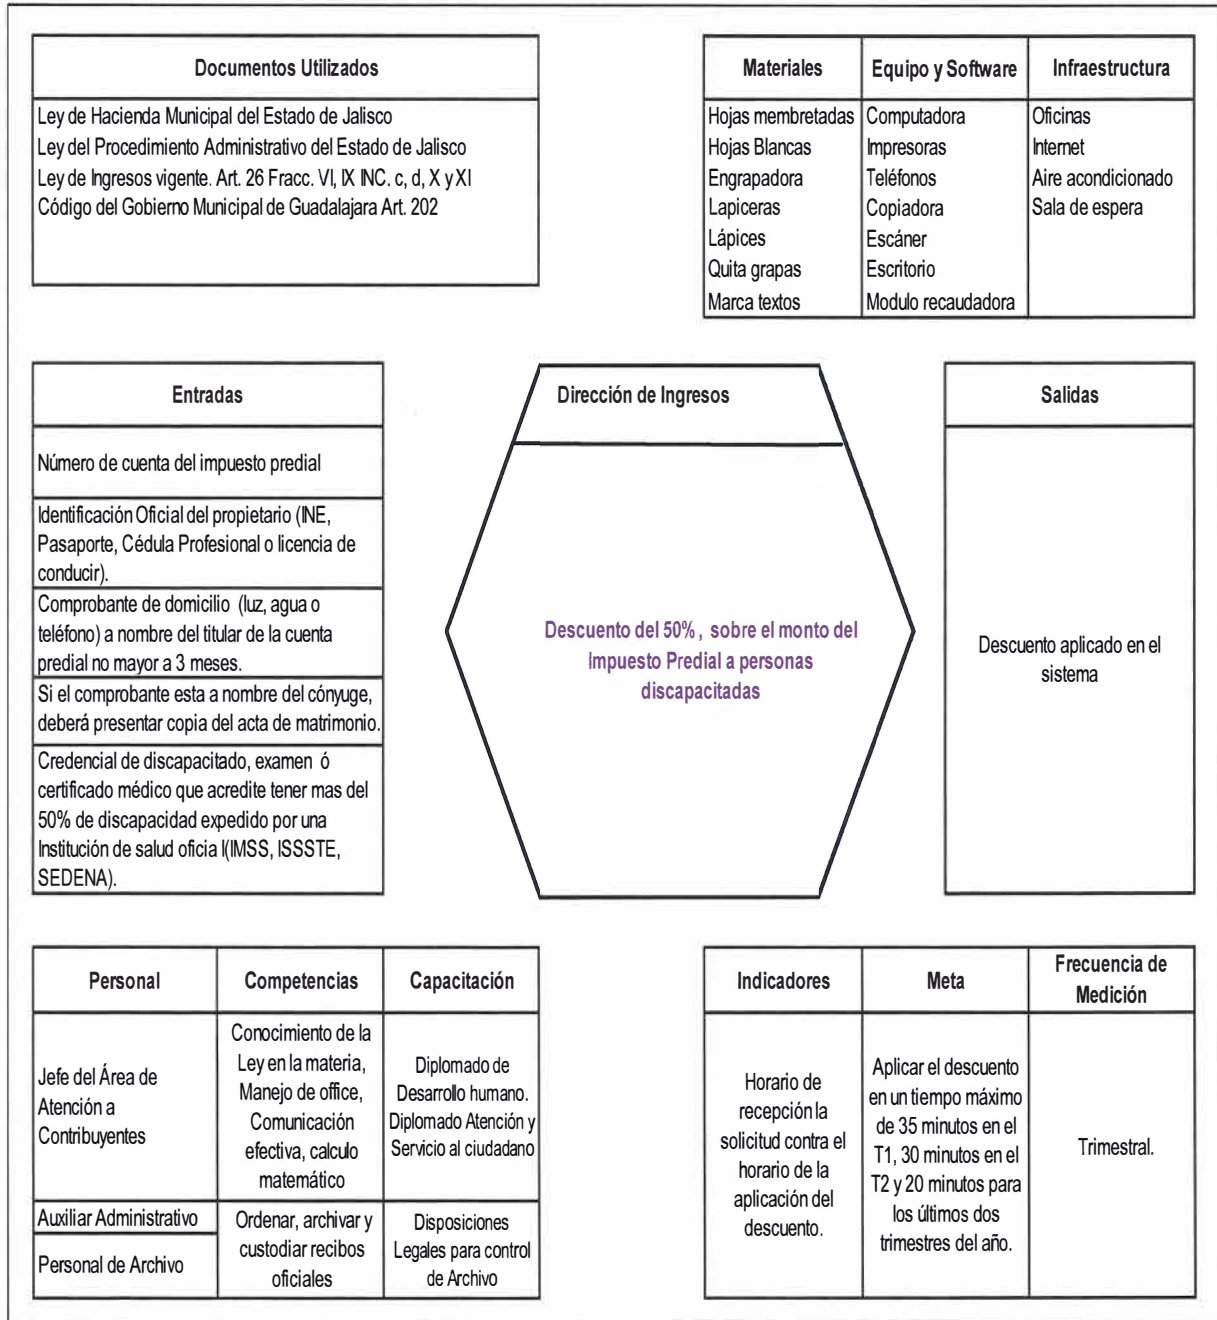 Documentos Utilizados
Ley de Hacienda Municipal del Estado de Jalisco
Ley del Procedimiento Administrativo del Estado de Jalisco
Ley de Ingresos vigente. Art. 26 Fracc. VI, IX INC. c, d, X y XI
Código del Gobierno Municipal de Guadalajara Art. 202
Materiales
Hojas membretadas
Hojas Blancas
Engrapadora
Lapiceras
Lápices
Quita grapas
Marca textos
Equipo y Software
Computadora
Impresoras
Teléfonos
Copiadora
Escáner
Escritorio
Modulo recaudadora
Infraestructura
Oficinas
Internet
Aire acondicionado
Sala de espera
Entradas
Número de cuenta del impuesto predial
Identificación Oficial del propietario (INE,
Pasaporte, Cédula Profesional o licencia de
conducir).
Comprobante de domicilio (luz, agua o
teléfono) a nombre del titular de la cuenta
predial no mayor a 3 meses.
Si el comprobante esta a nombre del cónyuge,
deberá presentar copia del acta de matrimonio.
Credencial de discapacitado, examen ó
certificado médico que acredite tener mas del
50% de discapacidad expedido por una
Institución de salud oficia l(IMSS, ISSSTE,
SEDENA).
Dirección de Ingresos
Descuento del 50% , sobre el monto del
Impuesto Predial a personas
discapacitadas
Salidas
Descuento aplicado en el
sistema
Personal
Competencias
Capacitación
Jefe del Área de
Atención a
Contribuyentes
Conocimiento de la
Ley en la materia,
Manejo de office,
Comunicación
efectiva, calculo
matemático
Diplomado de
Desarrollo humano.
Diplomado Atención y
Servicio al ciudadano
Auxiliar Administrativo
Personal de Archivo
Ordenar, archivar y
custodiar recibos
oficiales
Disposiciones
Legales para control
de Archivo
Indicadores
Meta
Frecuencia de
Medición
Horario de
recepción la
solicitud contra el
horario de la
aplicación del
descuento.
Aplicar el descuento
en un tiempo máximo
de 35 minutos en el
T1, 30 minutos en el
T2 y 20 minutos para
los últimos dos
trimestres del año.
Trimestral.